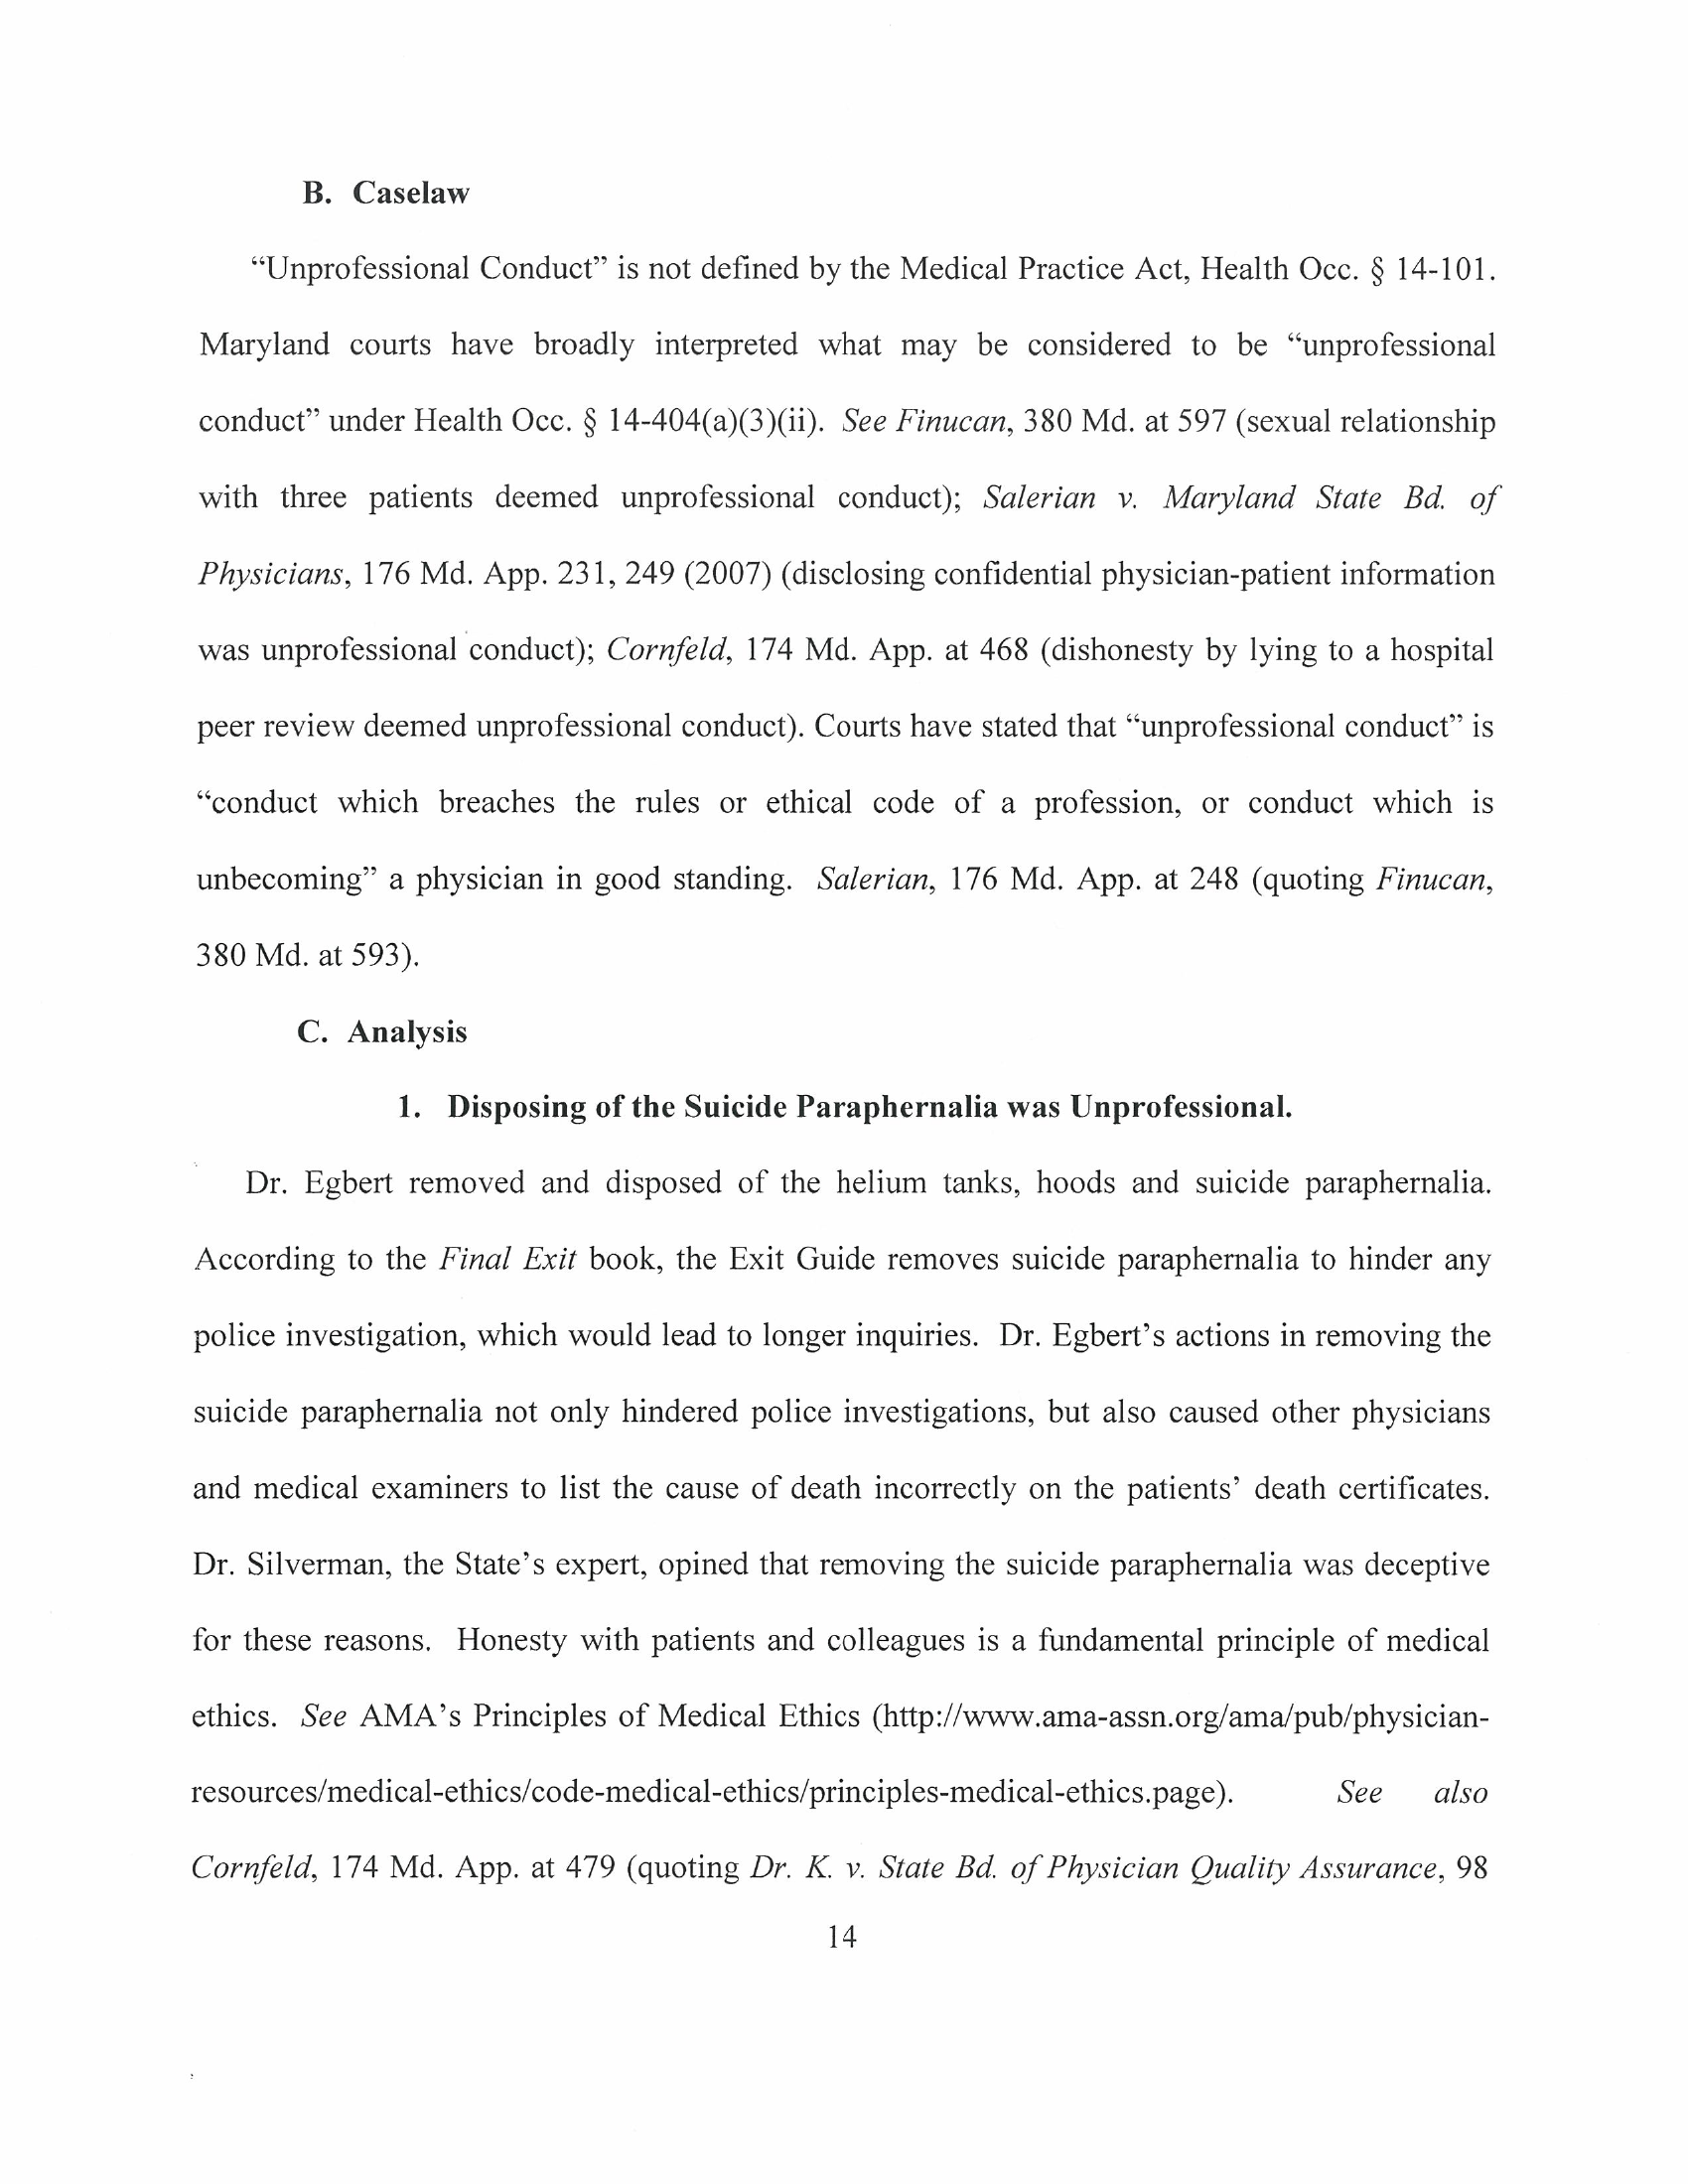 B. Caselaw
“Unprofessional Conduct” is not defined by the Medical Practice Act, Health Occ. § 14-101.
Maryland courts have broadly interpreted what may be considered to be “unprofessional
conduct” under Health Occ. § 14-404(a)(3)(ii). See Finucan, 380 Md. at 597 (sexual relationship
with three patients deemed unprofessional conduct); Salerian v. Maryland State Bd. of
Physicians, 176 Md. App. 231, 249 (2007) (disclosing confidential physician-patient information
was unprofessional conduct); Cornfeld, 174 Md. App. at 468 (dishonesty by lying to a hospital
peer review deemed unprofessional conduct). Courts have stated that “unprofessional conduct” is
“conduct which breaches the rules or ethical code of a profession, or conduct which is
unbecoming” a physician in good standing. Salerian, 176 Md. App. at 248 (quoting Finucan,
380 Md. at 593).
C. Analysis
1. Disposing of the Suicide Paraphernalia was Unprofessional.
Dr. Egbert removed and disposed of the helium tanks, hoods and suicide paraphernalia.
According to the Final Exit book, the Exit Guide removes suicide paraphernalia to hinder any
police investigation, which would lead to longer inquiries. Dr. Egbert’s actions in removing the
suicide paraphernalia not only hindered police investigations, but also caused other physicians
and medical examiners to list the cause of death incorrectly on the patients’ death certificates.
Dr. Silverman, the State’s expert, opined that removing the suicide paraphernalia was deceptive
for these reasons. Honesty with patients and colleagues is a fundamental principle of medical
ethics. See AMA’s Principles of Medical Ethics (http://www.ama-assn.org/ama/pub/physician-
resources/medical-ethics/code-medical-ethics/principles-medical-ethics.page). See also
Cornfeld, 174 Md. App. at 479 (quoting Dr. K. v. State Bd. of Physician Quality Assurance, 98
14